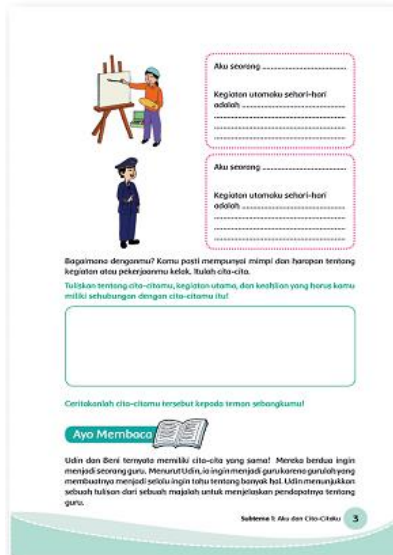 Aku seorang
Kegiatan utamaku sehari-hari
adalah
Aku seorang
Kegiatan utamaku sehari-hari
adalah
Bagaimana denganmu? Kamu pasti mempunyai mimpi dan harapan tentang
kegiatan atau pekerjaanmu kelak. Itulah cita-cita.
Tuliskan tentang cita-citamu, kegiatan utama, dan keahlian yang harus kamu
miliki sehubungan dengan cita-citamu itu!
Ceritakanlah cita-citamu tersebut kepada teman sebangkumu!
Ayo Membaca
Udin dan Beni ternyata memiliki cita-cita yang sama! Mereka berdua ingin
menjadi seorang guru. Menurut Udin, ia ingin menjadi guru karena gurulah yang
membuatnya menjadi selalu ingin tahu tentang banyak hal. Udin menunjukkan
sebuah tulisan dari sebuah majalah untuk menjelaskan pendapatnya tentang
guru.
Subtema 1: Aku dan Cita-Citaku 3